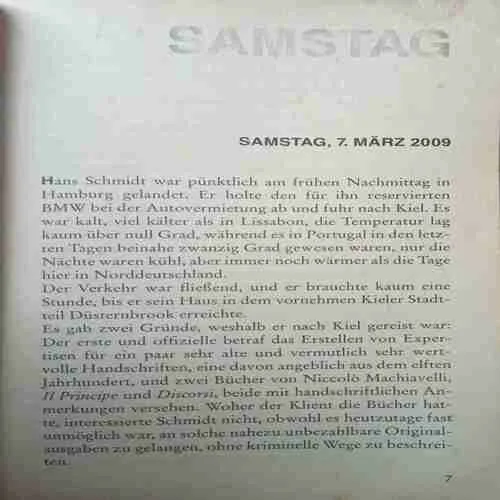 SAMSTAG
SAMSTAG, 7. MÄRZ 2009
Hans Schmidt war pünktlich am frühen Nachmittag in
Hamburg gelandet. Er holte den für ihn reservierten
BMW bei der Autovermietung ab und fuhr nach Kiel. Es
war kalt, viel kälter als in Lissabon, die Temperatur lag
kaum über null Grad, während es in Portugal in den letz-
ten Tagen beinahe zwanzig Grad gewesen waren, nur die
Nächte waren kühl, aber immer noch wärmer als die Tage
hier in Norddeutschland.
Der Verkehr war fließend, und er brauchte kaum eine
Stunde, bis er sein Haus in dem vornehmen Kieler Stadt-
teil Düsternbrook erreichte.
Es gab zwei Gründe, weshalb er nach Kiel gereist war:
Der erste und offizielle betraf das Erstellen von Exper-
tisen für ein paar sehr alte und vermutlich sehr wert-
volle Handschriften, eine davon angeblich aus dem elften
Jahrhundert, und zwei Bücher von Niccolò Machiavelli,
Il Principe und Discorsi, beide mit handschriftlichen An-
merkungen versehen. Woher der Klient die Bücher hat-
te, interessierte Schmidt nicht, obwohl es heutzutage fast
unmöglich war, an solche nahezu unbezahlbare Original-
ausgaben zu gelangen, ohne kriminelle Wege zu beschrei-
ten.
7